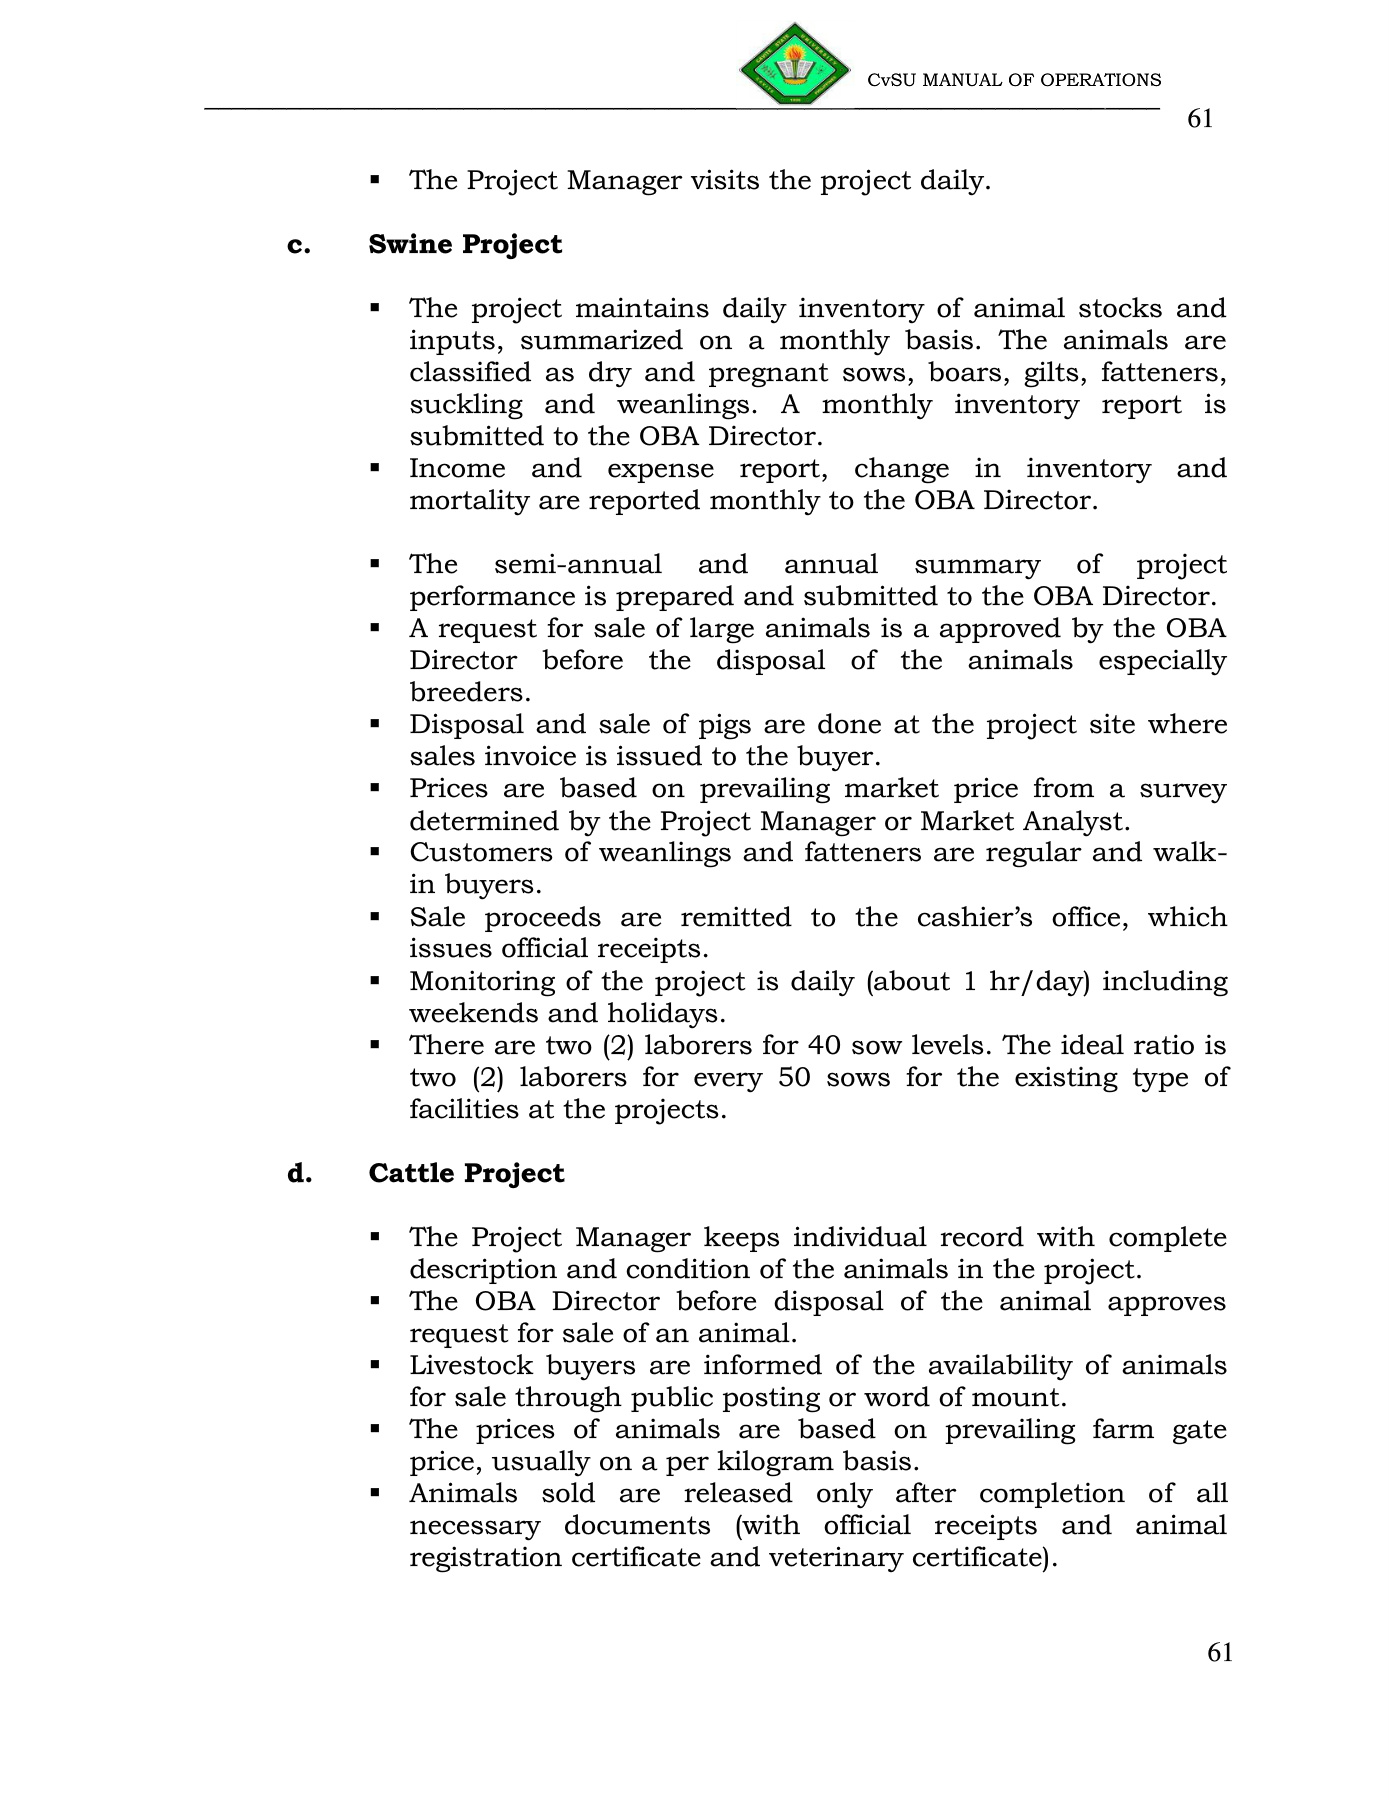 CvSU MANUAL OF OPERATIONS
61
▪ The Project Manager visits the project daily.
c. Swine Project
▪ The project maintains daily inventory of animal stocks and
inputs, summarized on a monthly basis. The animals are
classified as dry and pregnant sows, boars, gilts, fatteners,
suckling and weanlings. A monthly inventory report is
submitted to the OBA Director.
▪ Income and expense report, change in inventory and
mortality are reported monthly to the OBA Director.
▪ The semi-annual and annual summary of project
performance is prepared and submitted to the OBA Director.
▪ A request for sale of large animals is a approved by the OBA
Director before the disposal of the animals especially
breeders.
▪ Disposal and sale of pigs are done at the project site where
sales invoice is issued to the buyer.
▪ Prices are based on prevailing market price from a survey
determined by the Project Manager or Market Analyst.
▪ Customers of weanlings and fatteners are regular and walk-
in buyers.
▪ Sale proceeds are remitted to the cashier’s office, which
issues official receipts.
▪ Monitoring of the project is daily (about 1 hr/day) including
weekends and holidays.
▪ There are two (2) laborers for 40 sow levels. The ideal ratio is
two (2) laborers for every 50 sows for the existing type of
facilities at the projects.
d. Cattle Project
▪ The Project Manager keeps individual record with complete
description and condition of the animals in the project.
▪ The OBA Director before disposal of the animal approves
request for sale of an animal.
▪ Livestock buyers are informed of the availability of animals
for sale through public posting or word of mount.
▪ The prices of animals are based on prevailing farm gate
price, usually on a per kilogram basis.
▪ Animals sold are released only after completion of all
necessary documents (with official receipts and animal
registration certificate and veterinary certificate).
61